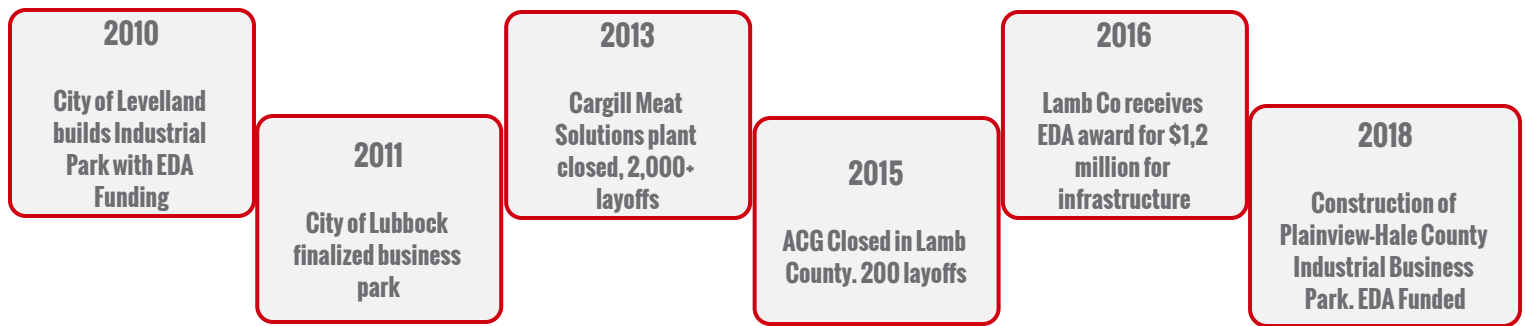 2010
City of Levelland
builds Industrial
Park with EDA
Funding
2011
City of Lubbock
finalized business
park
2013
Cargill Meat
Solutions plant
closed, 2,000+
layoffs
2015
ACG Closed in Lamb
County. 200 layoffs
2016
Lamb Co receives
EDA award for $1,2
million for
infrastructure
2018
Construction of
Plainview-Hale County
Industrial Business
Park. EDA Funded